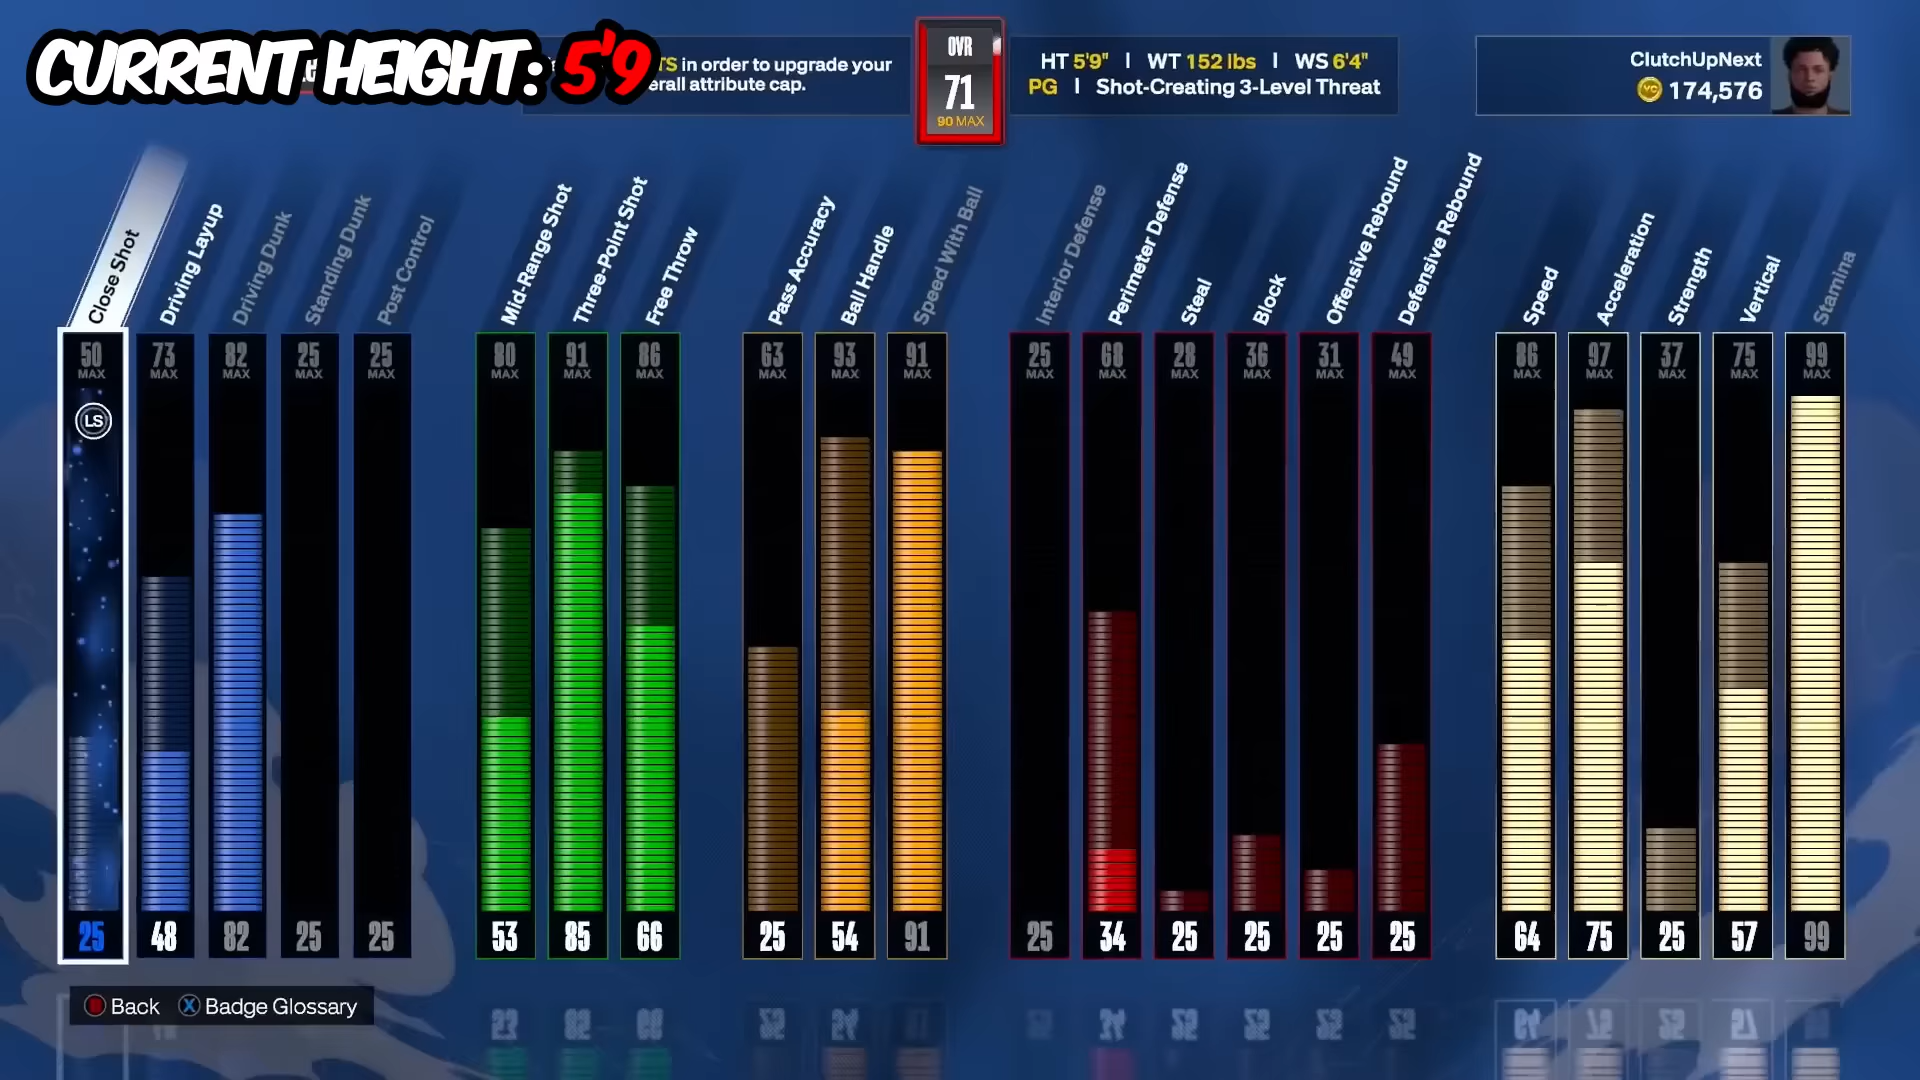 CURRENT HEIGHT: 5'9
TS in order to upgrade your
erall attribute cap.
OVR
71
90 MAX
HT 5'9" | WT 152 lbs | WS 6'4"
PG | Shot-Creating 3-Level Threat
ClutchUpNext
VC 174,576
Close Shot
Driving Layup
Driving Dunk
Standing Dunk
Post Control
Mid-Range Shot
Three-Point Shot
Free Throw
Pass Accuracy
Ball Handle
Speed With Ball
Interior Defense
Perimeter Defense
Steal
Block
Offensive Rebound
Defensive Rebound
Speed
Acceleration
Strength
Vertical
Stamina
50 73 82 25 25 80 91 86 63 93 91 25 68 28 36 31 49 86 97 37 75 99
MAX MAX MAX MAX MAX MAX MAX MAX MAX MAX MAX MAX MAX MAX MAX MAX MAX MAX MAX MAX MAX MAX
LS
25 48 82 25 25 53 85 66 25 54 91 25 34 25 25 25 25 64 75 25 57 99
Back X Badge Glossary